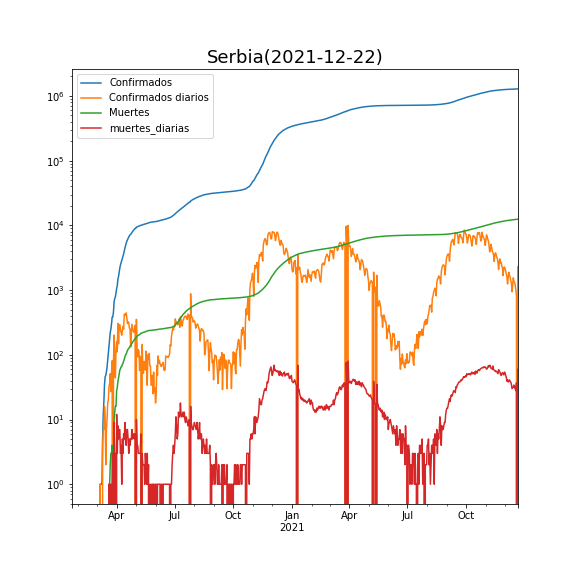 Serbia(2021-12-22)
Confirmados
Confirmados diarios
Muertes
muertes_diarias
10⁶
10⁵
10⁴
10³
10²
10¹
10⁰
Apr Jul Oct Jan Apr Jul Oct
2021